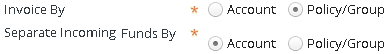 Invoice By * Account Policy/Group
Separate Incoming Funds By * Account Policy/Group